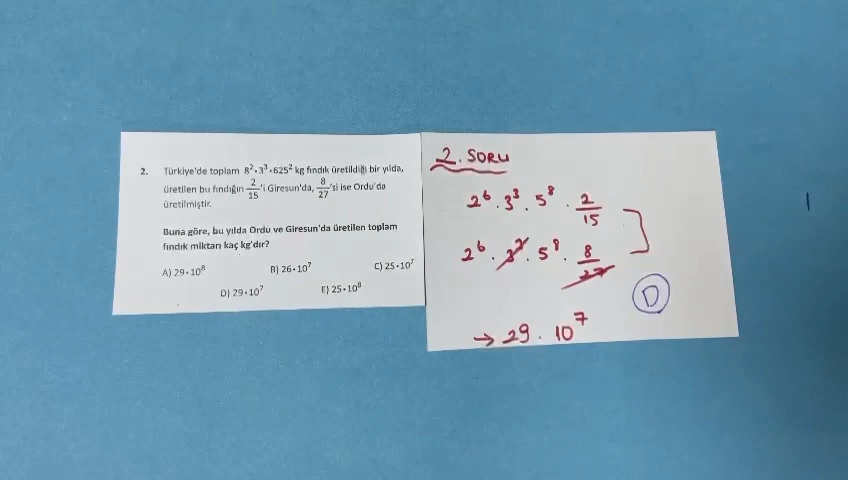 2. Türkiye'de toplam 8²·3³·625² kg fındık üretildiği bir yılda,
üretilen bu fındığın 2/15'i Giresun'da, 8/27'si ise Ordu'da
üretilmiştir.
Buna göre, bu yılda Ordu ve Giresun'da üretilen toplam
fındık miktarı kaç kg'dır?
A) 29·10⁸ B) 26·10⁷ C) 25·10⁷
D) 29·10⁷ E) 25·10⁸
2. SORU
2⁶ · 3³ · 5⁸ · 2/15
2⁶ · 3³ · 5⁸ · 8/27
D
→ 29 · 10⁷